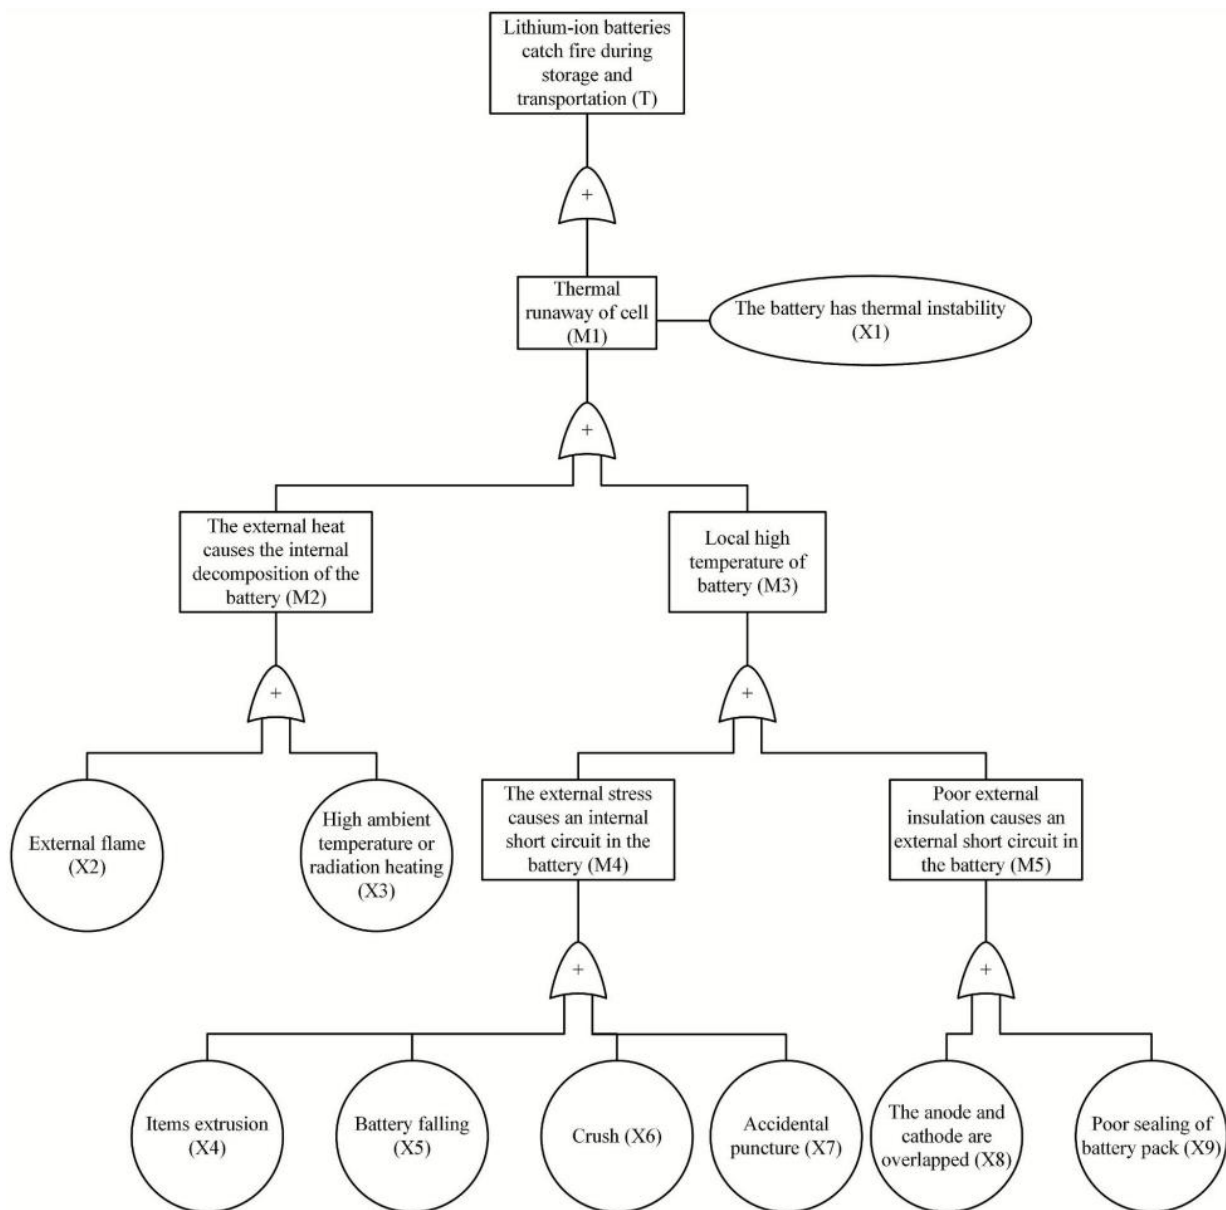 Lithium-ion batteries
catch fire during
storage and
transportation (T)
+
Thermal
runaway of cell
(M1)
The battery has thermal instability
(X1)
+
The external heat
causes the internal
decomposition of the
battery (M2)
Local high
temperature of
battery (M3)
+
+
External flame
(X2)
High ambient
temperature or
radiation heating
(X3)
The external stress
causes an internal
short circuit in the
battery (M4)
Poor external
insulation causes an
external short circuit in
the battery (M5)
+
+
Items extrusion
(X4)
Battery falling
(X5)
Crush (X6)
Accidental
puncture (X7)
The anode and
cathode are
overlapped (X8)
Poor sealing of
battery pack (X9)